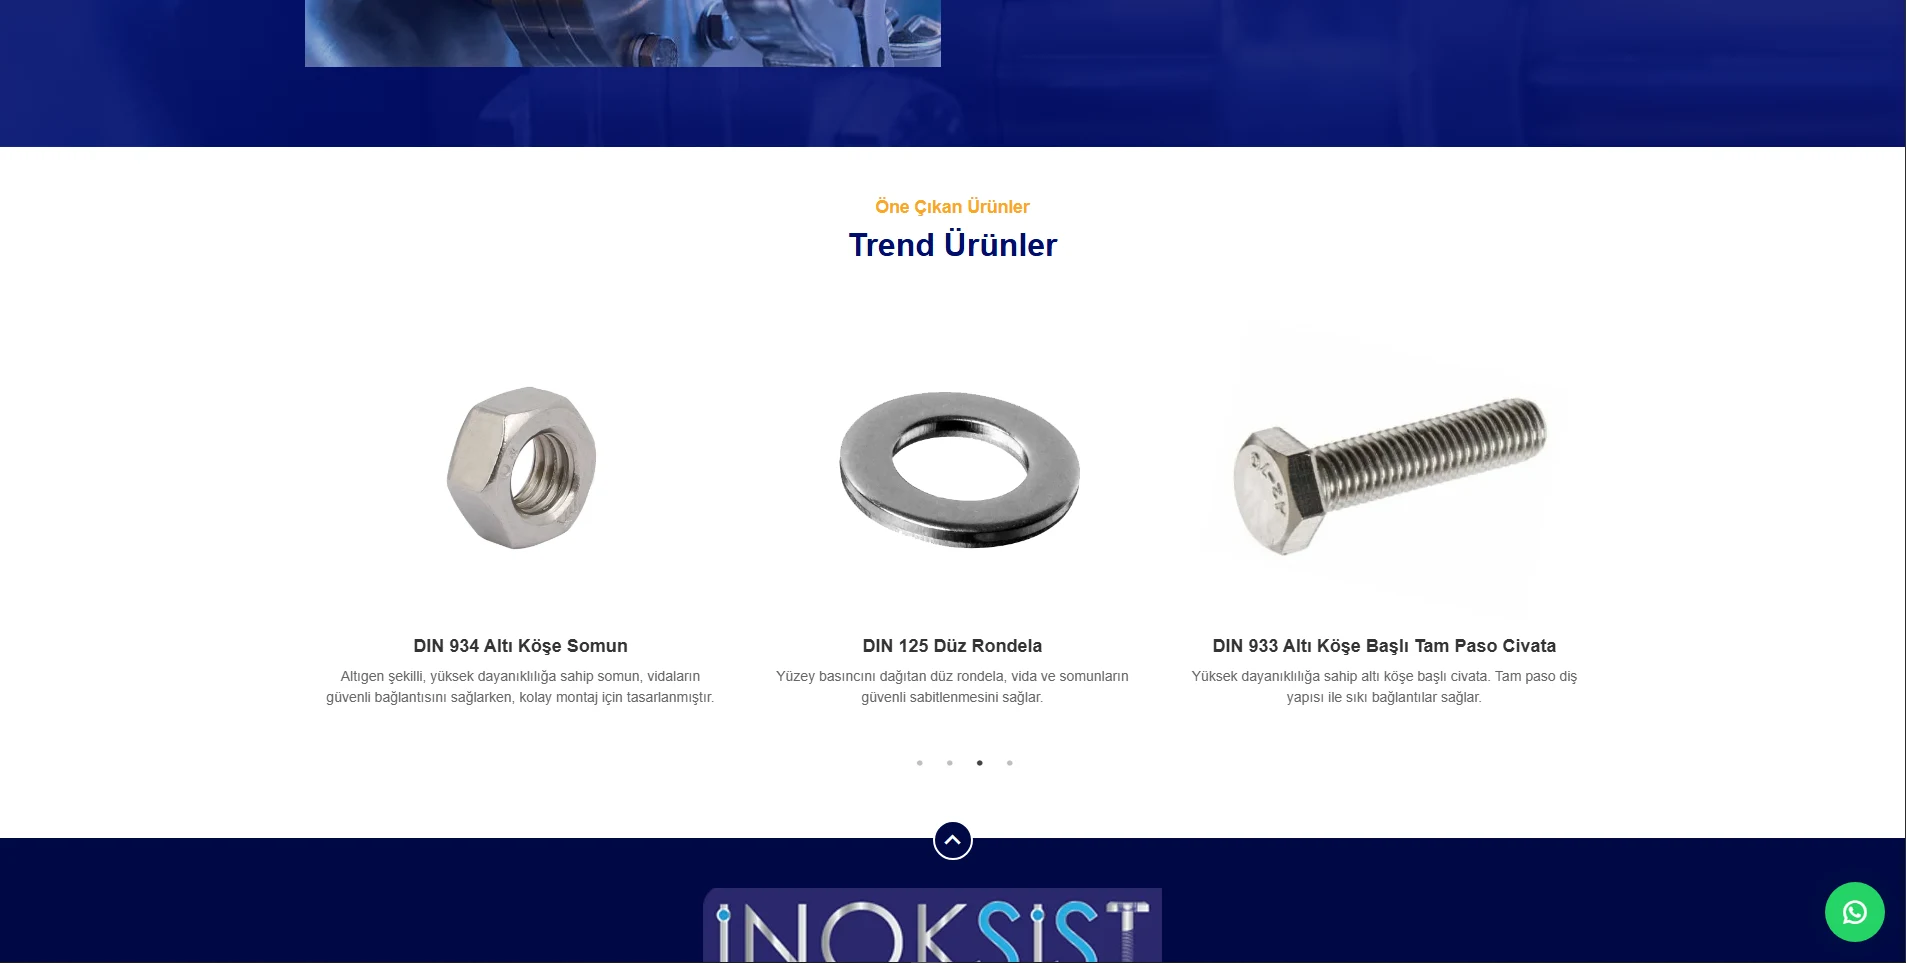 Öne Çıkan Ürünler
Trend Ürünler
A2-70
DIN 934 Altı Köşe Somun
Altıgen şekilli, yüksek dayanıklılığa sahip somun, vidaların
güvenli bağlantısını sağlarken, kolay montaj için tasarlanmıştır.
DIN 125 Düz Rondela
Yüzey basıncını dağıtan düz rondela, vida ve somunların
güvenli sabitlenmesini sağlar.
DIN 933 Altı Köşe Başlı Tam Paso Civata
Yüksek dayanıklılığa sahip altı köşe başlı civata. Tam paso diş
yapısı ile sıkı bağlantılar sağlar.
iNOKSiST